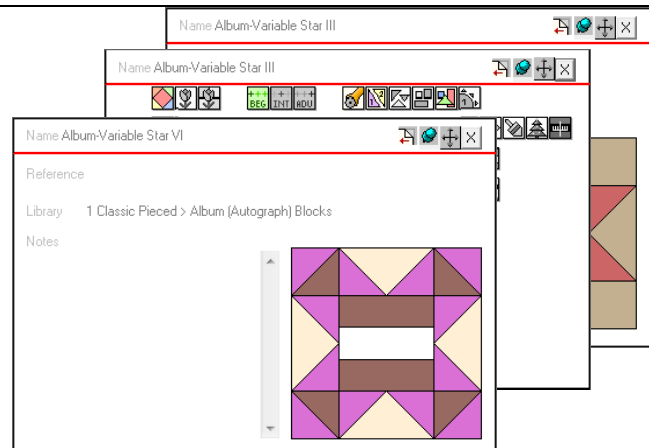 Name Album-Variable Star III
Name Album-Variable Star III
BEG INT ADV
Name Album-Variable Star VI
Reference
Library 1 Classic Pieced > Album (Autograph) Blocks
Notes